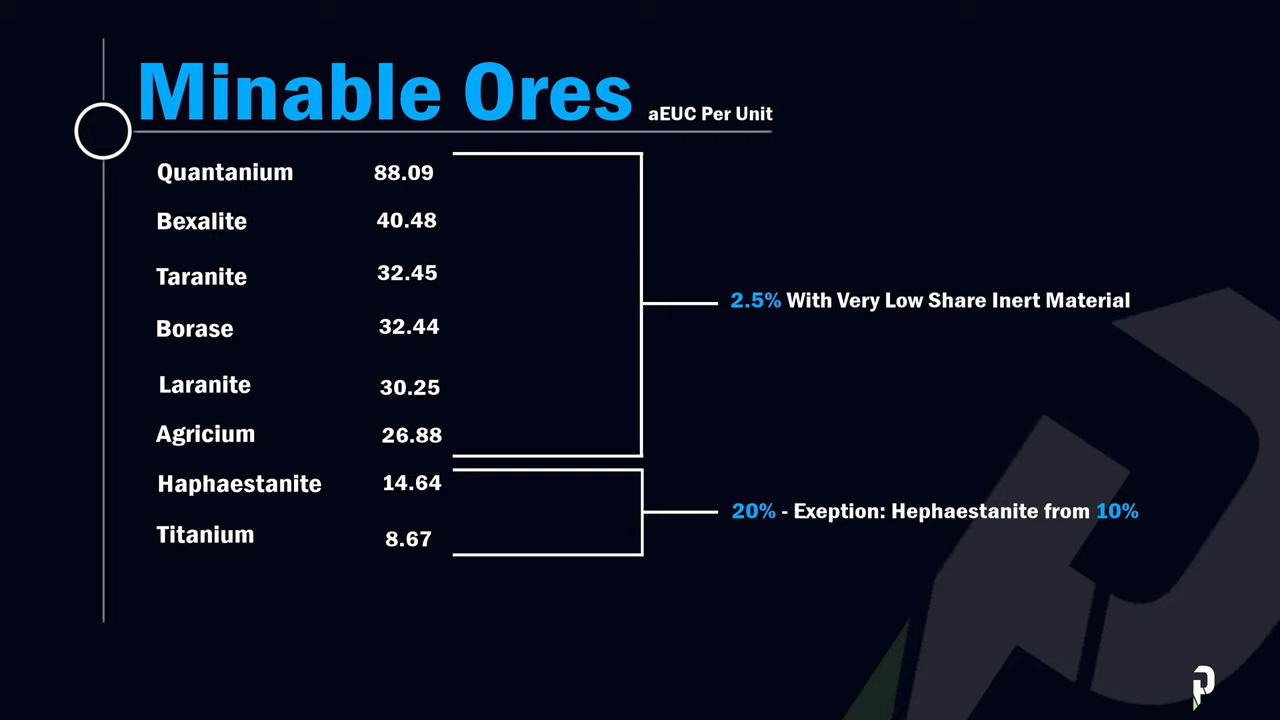 Minable Ores aEUC Per Unit
Quantanium 88.09
Bexalite 40.48
Taranite 32.45
2.5% With Very Low Share Inert Material
Borase 32.44
Laranite 30.25
Agricium 26.88
Haphaestanite 14.64
20% - Exeption: Hephaestanite from 10%
Titanium 8.67